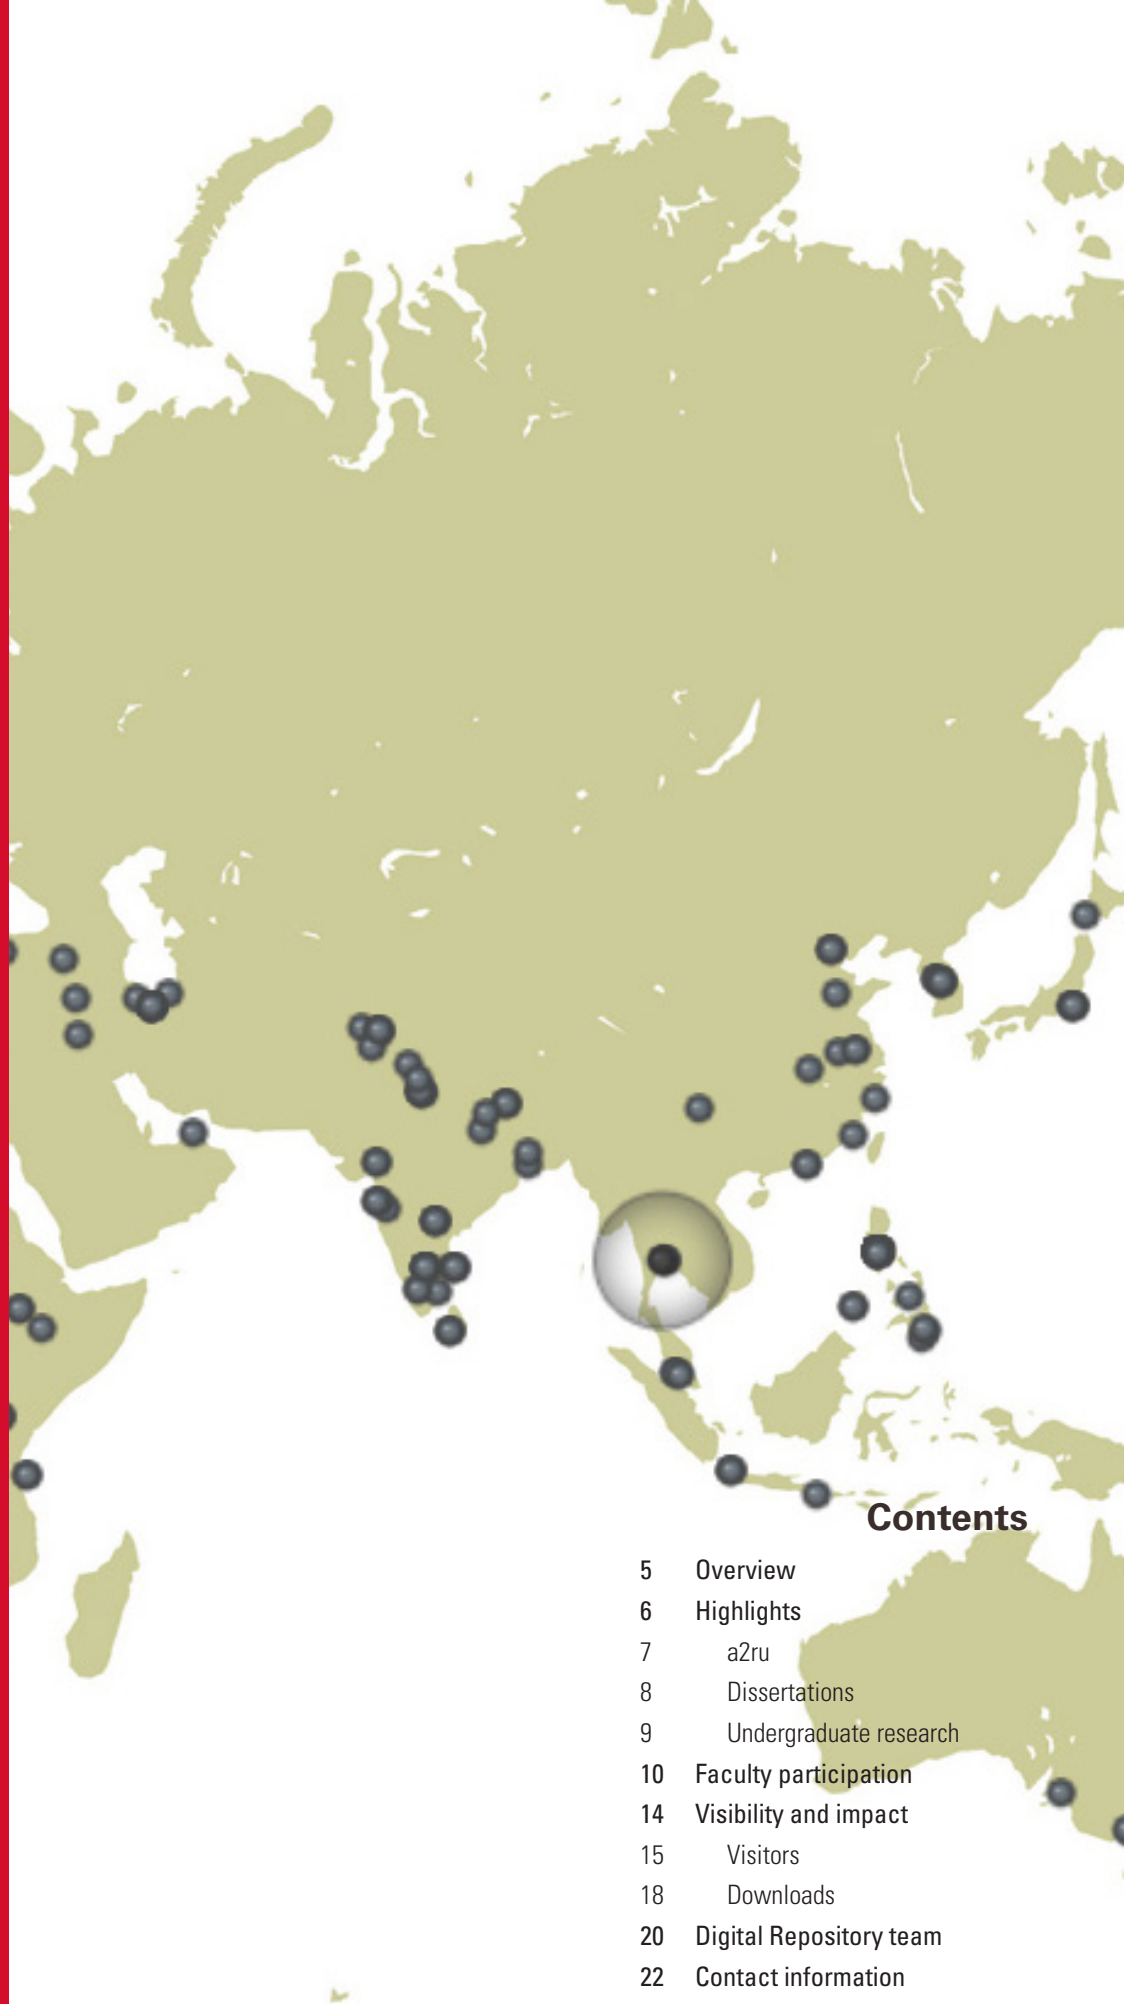 Contents
5 Overview
6 Highlights
7 a2ru
8 Dissertations
9 Undergraduate research
10 Faculty participation
14 Visibility and impact
15 Visitors
18 Downloads
20 Digital Repository team
22 Contact information